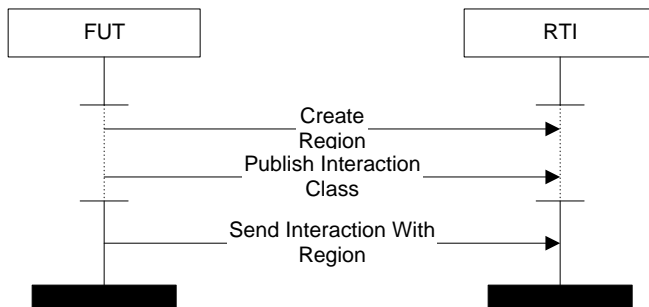 FUT
RTI
Create
Region
Publish Interaction
Class
Send Interaction With
Region